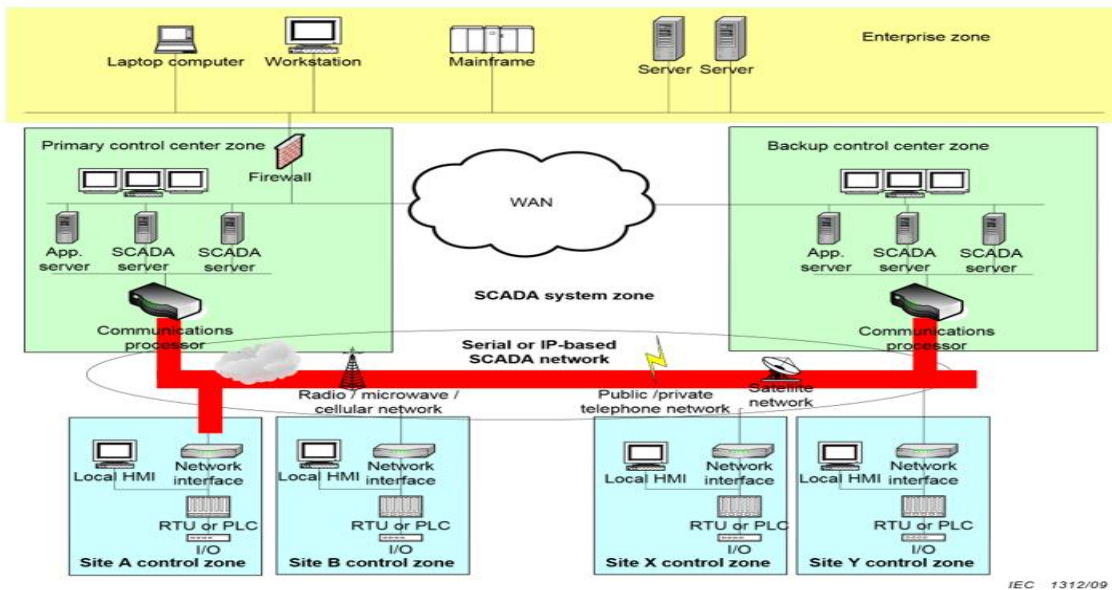 Enterprise zone
Laptop computer
Workstation
Mainframe
Server
Server
Primary control center zone
Firewall
App.
server
SCADA
server
SCADA
server
Communications
processor
WAN
SCADA system zone
Backup control center zone
App.
server
SCADA
server
SCADA
server
Communications
processor
Serial or IP-based
SCADA network
Radio / microwave /
cellular network
Public /private
telephone network
Satellite
network
Local HMI
Network
interface
RTU or PLC
I/O
Site A control zone
Local HMI
Network
interface
RTU or PLC
I/O
Site B control zone
Local HMI
Network
interface
RTU or PLC
I/O
Site X control zone
Local HMI
Network
interface
RTU or PLC
I/O
Site Y control zone
IEC 1312/09